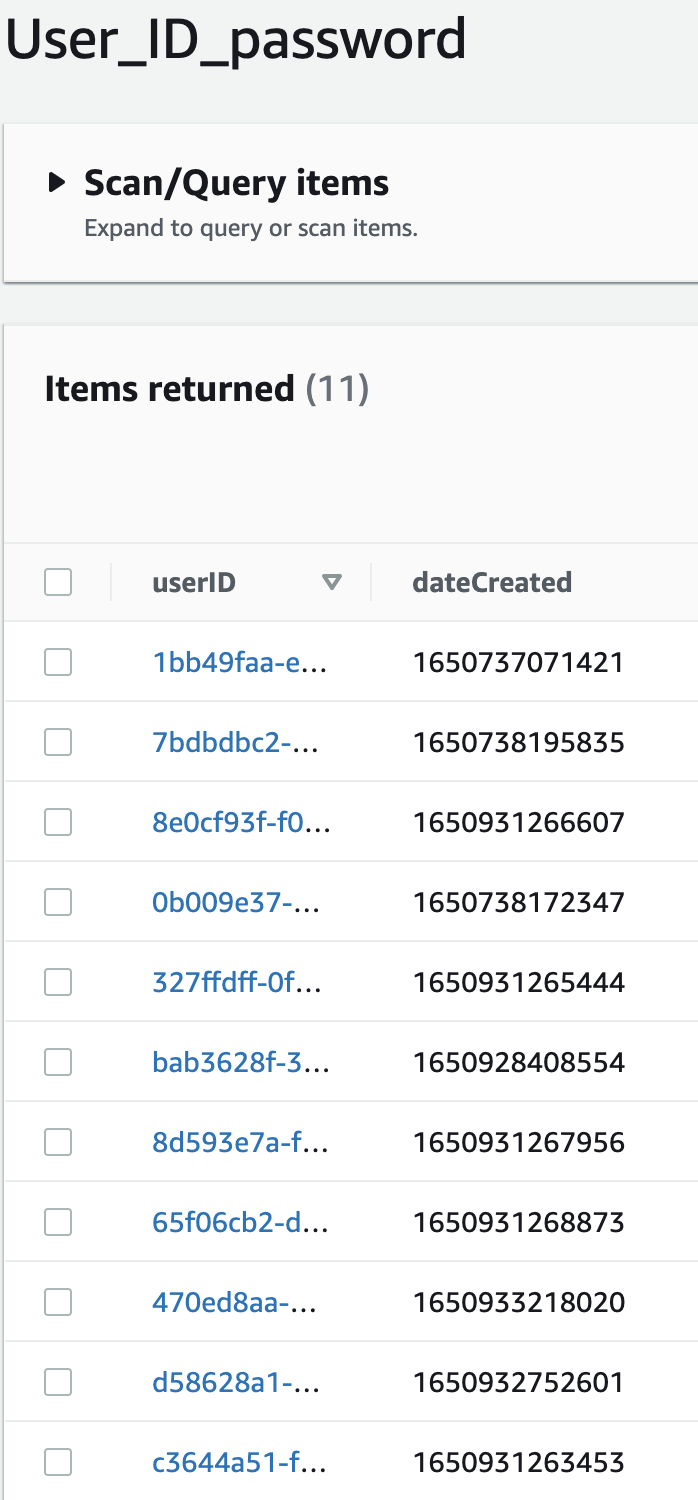 User_ID_password
Scan/Query items
Expand to query or scan items.
Items returned (11)
userID dateCreated
1bb49faa-e... 1650737071421
7bdbdbc2-... 1650738195835
8e0cf93f-f0... 1650931266607
0b009e37-... 1650738172347
327ffdff-0f... 1650931265444
bab3628f-3... 1650928408554
8d593e7a-f... 1650931267956
65f06cb2-d... 1650931268873
470ed8aa-... 1650933218020
d58628a1-... 1650932752601
c3644a51-f... 1650931263453